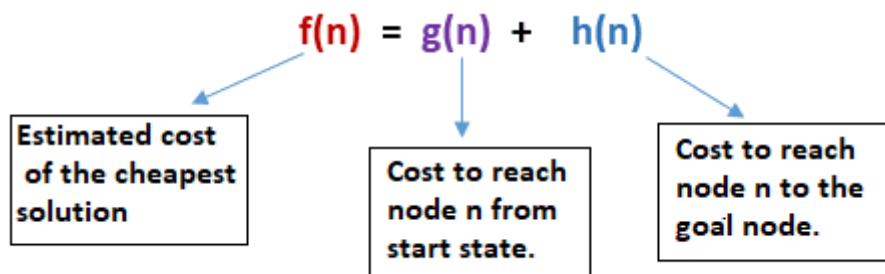 f(n) = g(n) + h(n)
Estimated cost
of the cheapest
solution
Cost to reach
node n from
start state.
Cost to reach
node n to the
goal node.